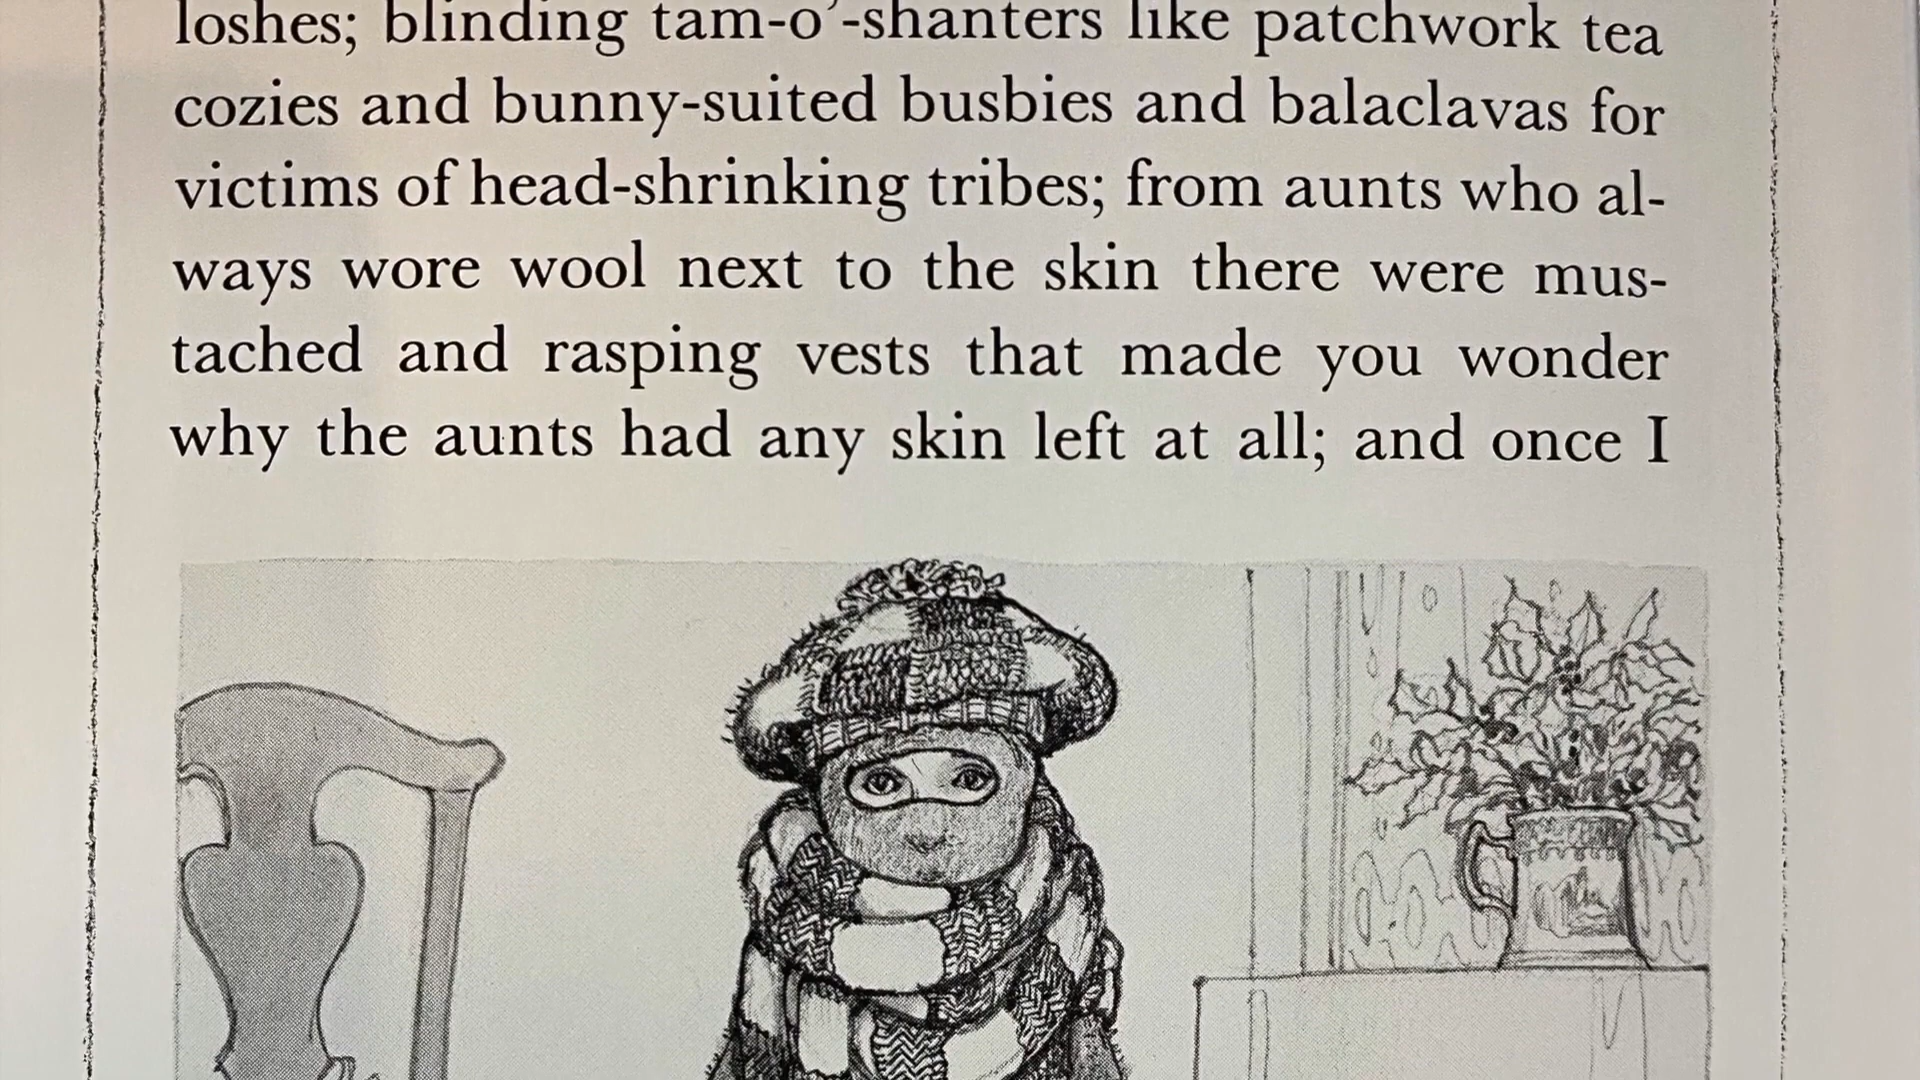 loshes; blinding tam-o'-shanters like patchwork tea
cozies and bunny-suited busbies and balaclavas for
victims of head-shrinking tribes; from aunts who al-
ways wore wool next to the skin there were mus-
tached and rasping vests that made you wonder
why the aunts had any skin left at all; and once I